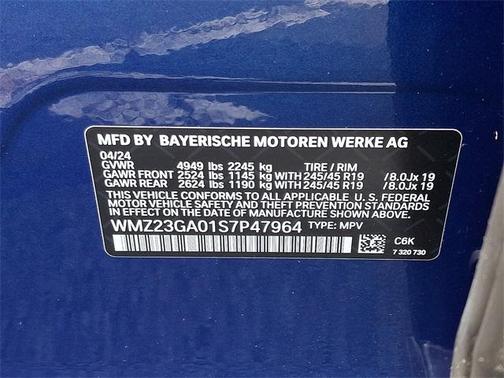 MFD BY BAYERISCHE MOTOREN WERKE AG
04/24
GVWR 4949 lbs 2245 kg TIRE / RIM
GAWR FRONT 2524 lbs 1145 kg 245/45 R19 /8.0Jx 19
GAWR REAR 2624 lbs 1190 kg 245/45 R19 /8.0Jx 19
THIS VEHICLE CONFORMS TO ALL APPLICABLE U. S. FEDERAL
MOTOR VEHICLE SAFETY, BUMPER, AND THEFT PREVENTION
STANDARDS IN EFFECT ON THE DATE OF MANUFACTURE SHOWN ABOVE.
WMZ23GA01S7P47964 TYPE: MPV
C6K
7 320 730